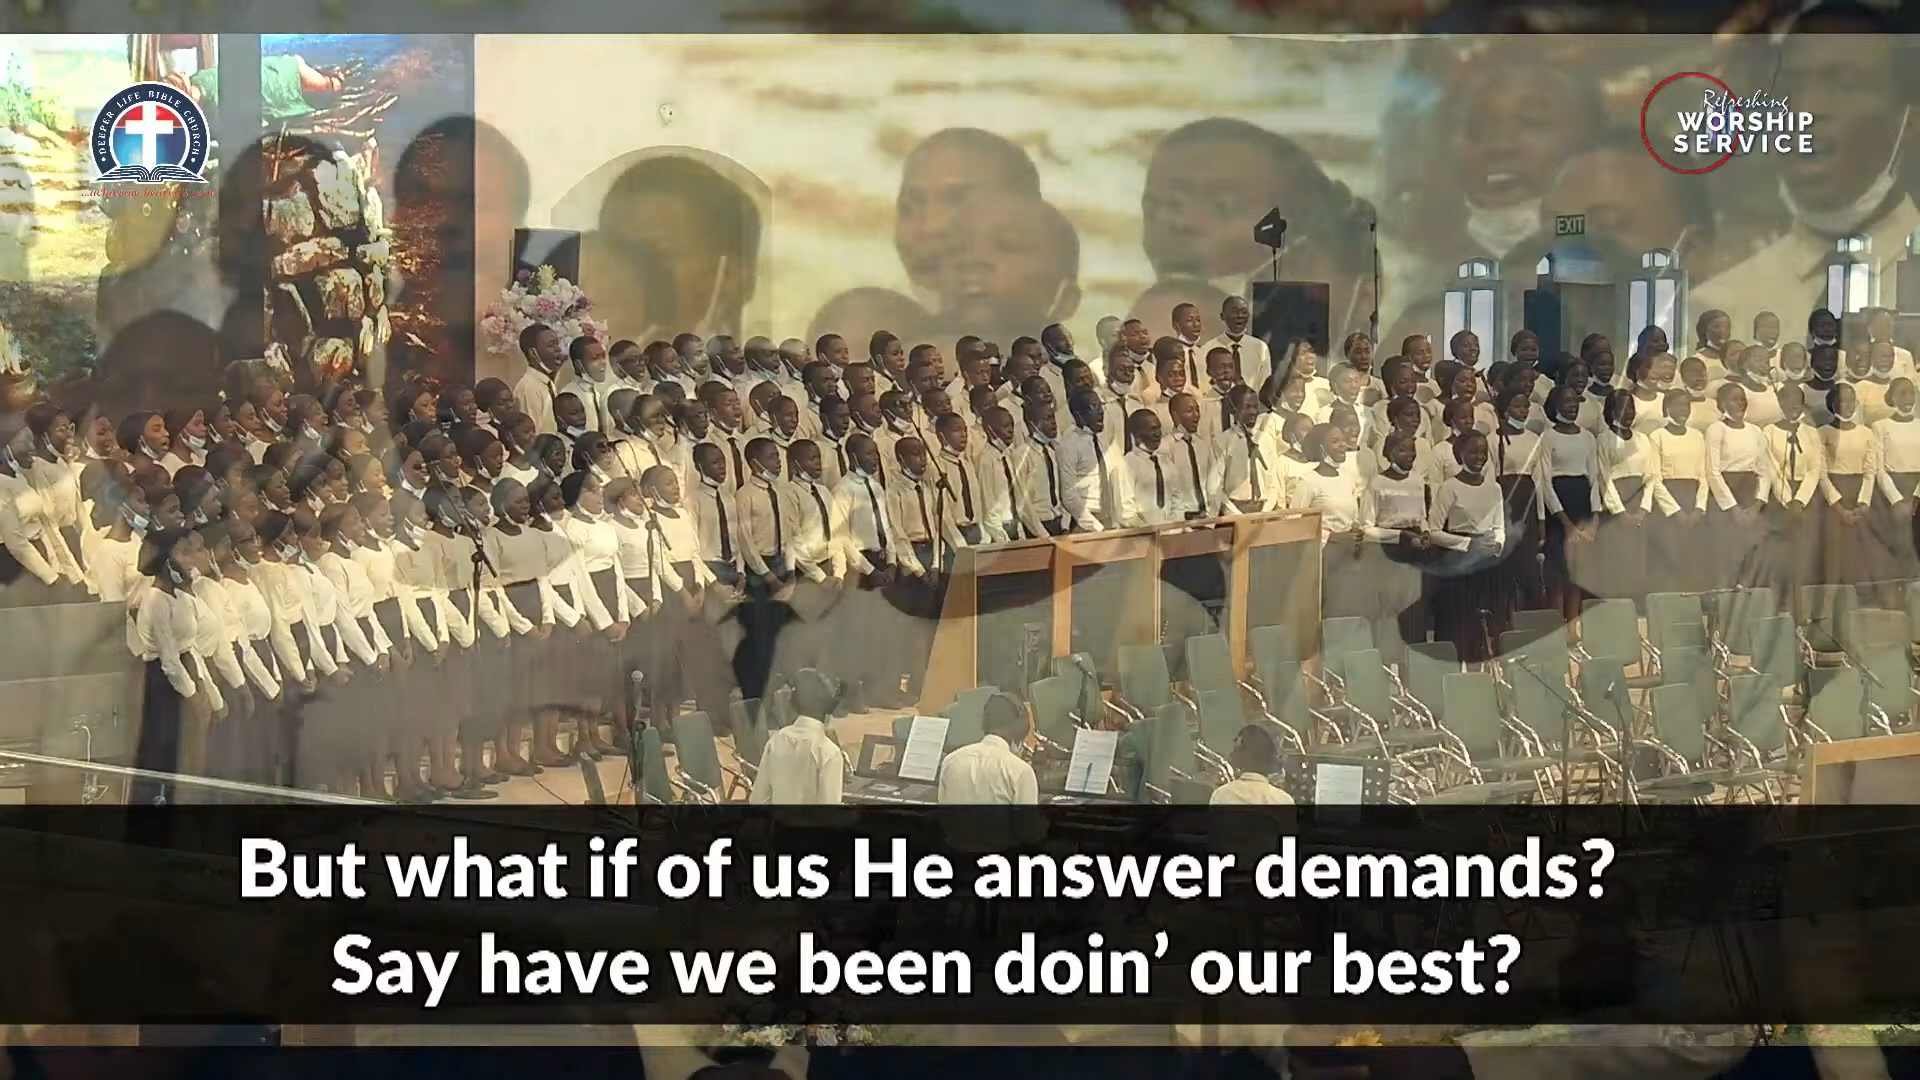 DEEPER LIFE BIBLE CHURCH
Refreshing
WORSHIP
SERVICE
EXIT
But what if of us He answer demands?
Say have we been doin’ our best?